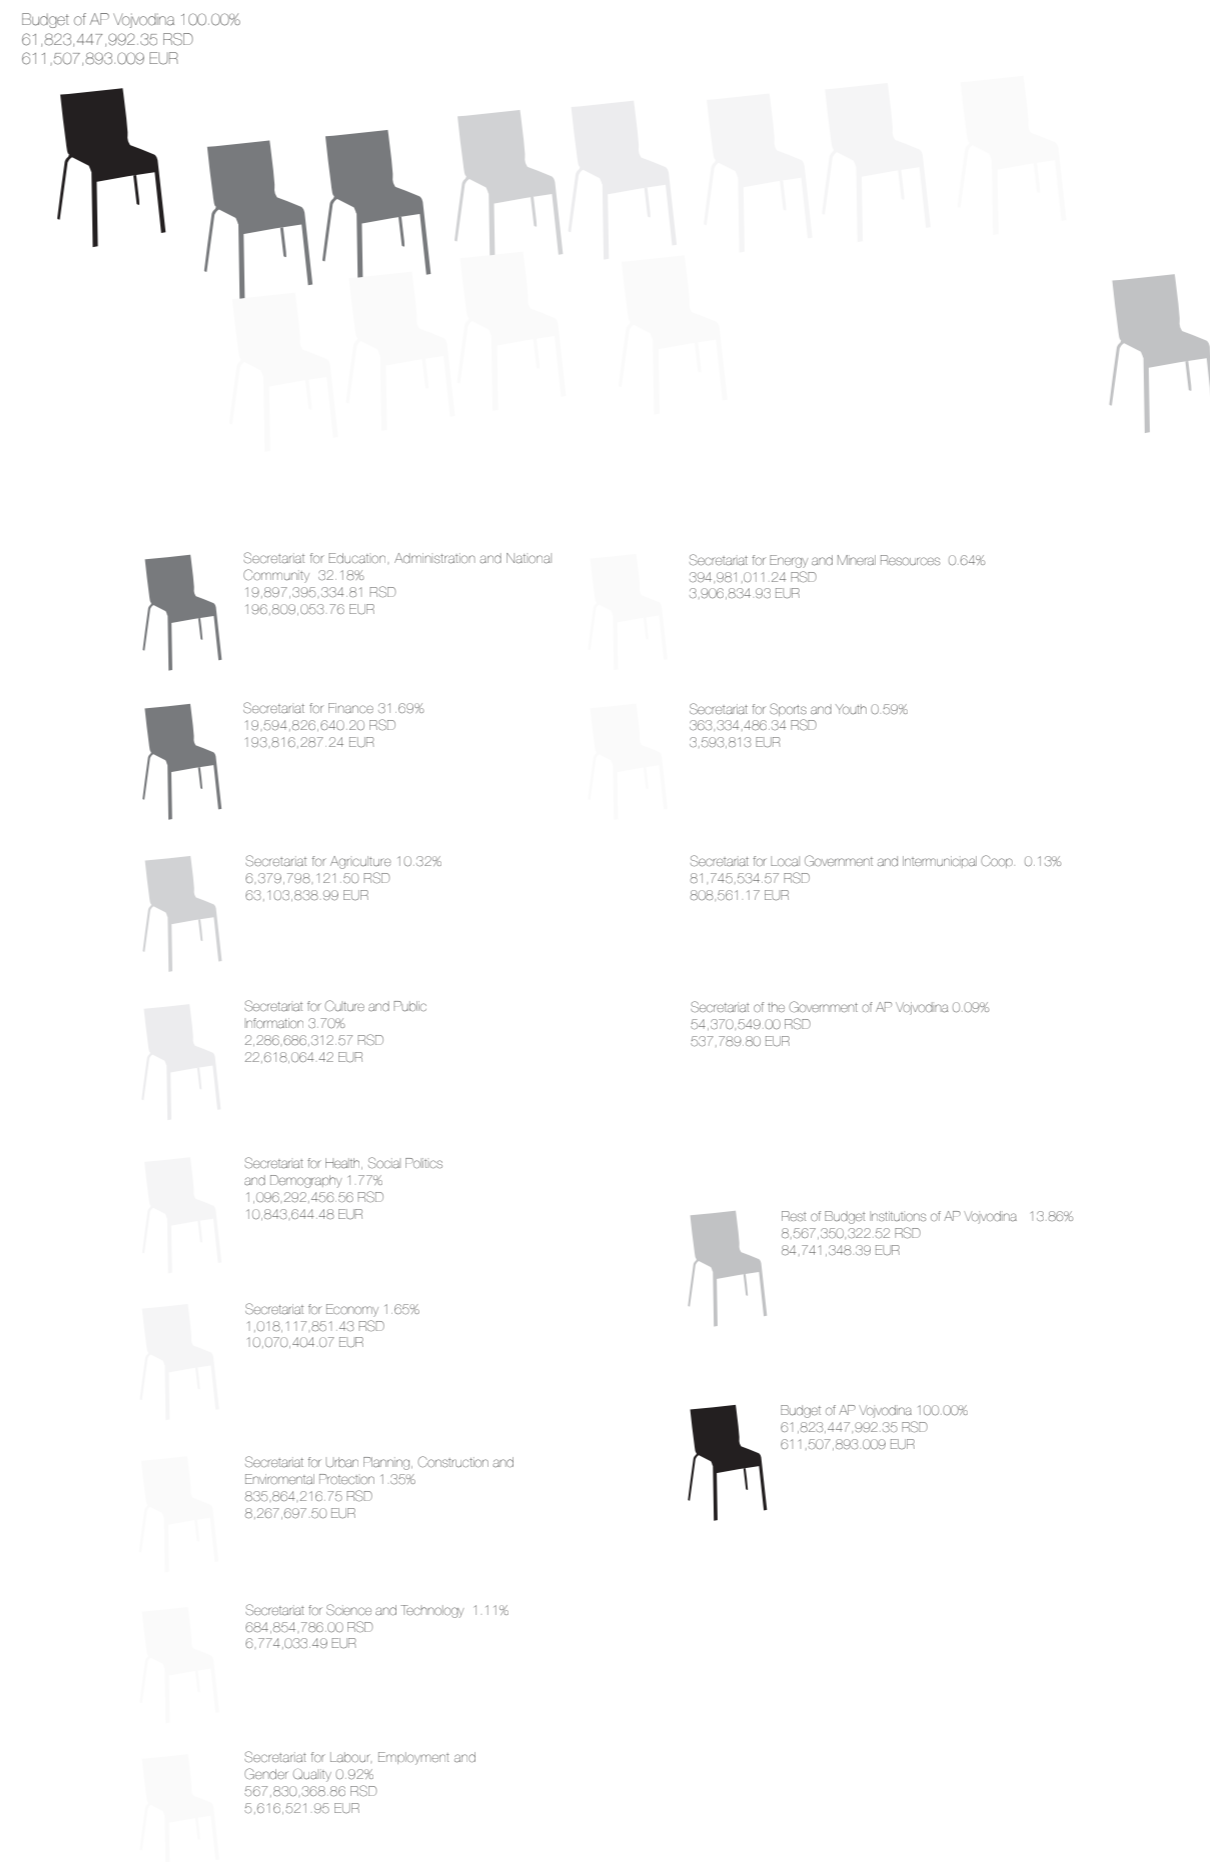 Budget of AP Vojvodina 100.00%
61,823,447,992.35 RSD
611,507,893.009 EUR
Secretariat for Education, Administration and National
Community 32.18%
19,897,395,334.81 RSD
196,809,053.76 EUR
Secretariat for Finance 31.69%
19,594,826,640.20 RSD
193,816,287.24 EUR
Secretariat for Agriculture 10.32%
6,379,798,121.50 RSD
63,103,838.99 EUR
Secretariat for Culture and Public
Information 3.70%
2,286,686,312.57 RSD
22,618,064.42 EUR
Secretariat for Health, Social Politics
and Demography 1.77%
1,096,292,456.56 RSD
10,843,644.48 EUR
Secretariat for Economy 1.65%
1,018,117,851.43 RSD
10,070,404.07 EUR
Secretariat for Urban Planning, Construction and
Enviromental Protection 1.35%
835,864,216.75 RSD
8,267,697.50 EUR
Secretariat for Science and Technology 1.11%
684,854,786.00 RSD
6,774,033.49 EUR
Secretariat for Labour, Employment and
Gender Quality 0.92%
567,830,368.86 RSD
5,616,521.95 EUR
Secretariat for Energy and Mineral Resources 0.64%
394,981,011.24 RSD
3,906,834.93 EUR
Secretariat for Sports and Youth 0.59%
363,334,486.34 RSD
3,593,813 EUR
Secretariat for Local Government and Intermunicipal Coop. 0.13%
81,745,534.57 RSD
808,561.17 EUR
Secretariat of the Government of AP Vojvodina 0.09%
54,370,549.00 RSD
537,789.80 EUR
Rest of Budget Institutions of AP Vojvodina 13.86%
8,567,350,322.52 RSD
84,741,348.39 EUR
Budget of AP Vojvodina 100.00%
61,823,447,992.35 RSD
611,507,893.009 EUR